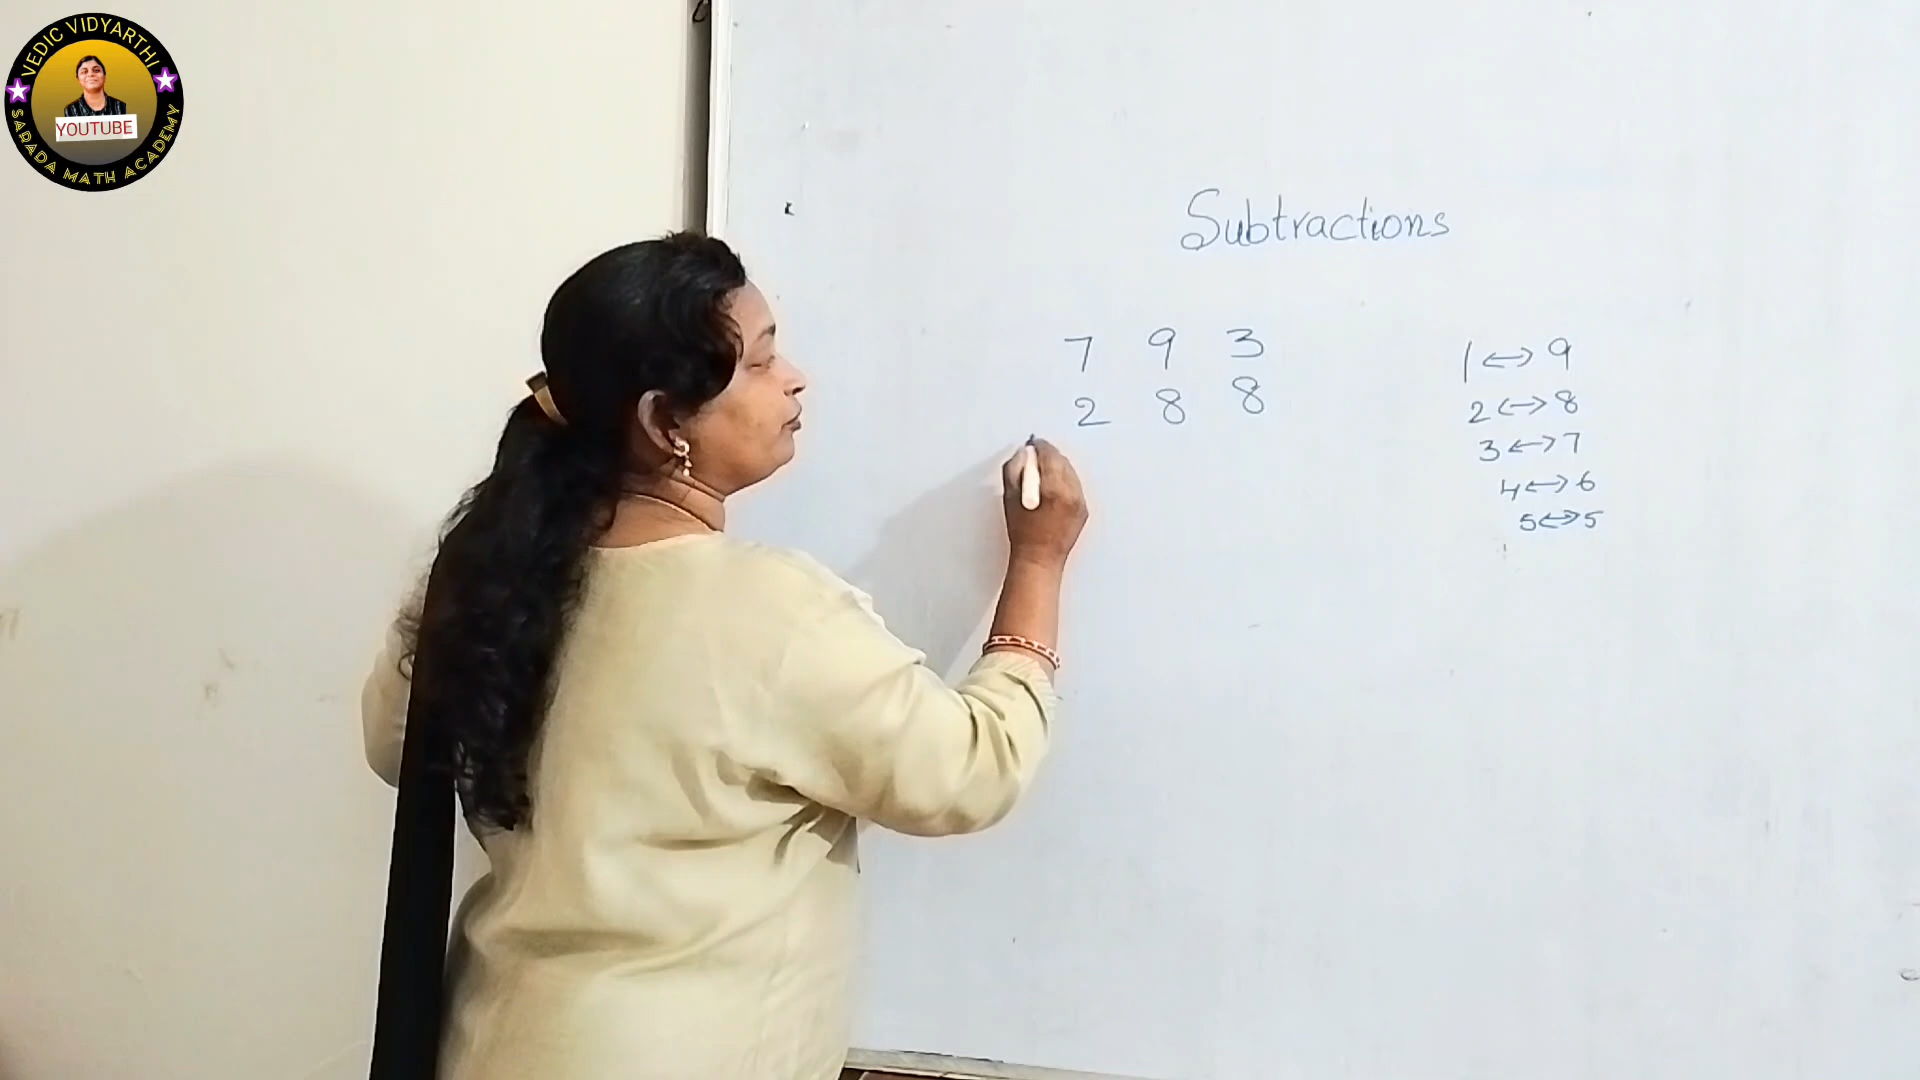 VEDIC VIDYARTHI
YOUTUBE
SARADA MATH ACADEMY
Subtractions
7 9 3
2 8 8
1 ↔ 9
2 ↔ 8
3 ↔ 7
4 ↔ 6
5 ↔ 5